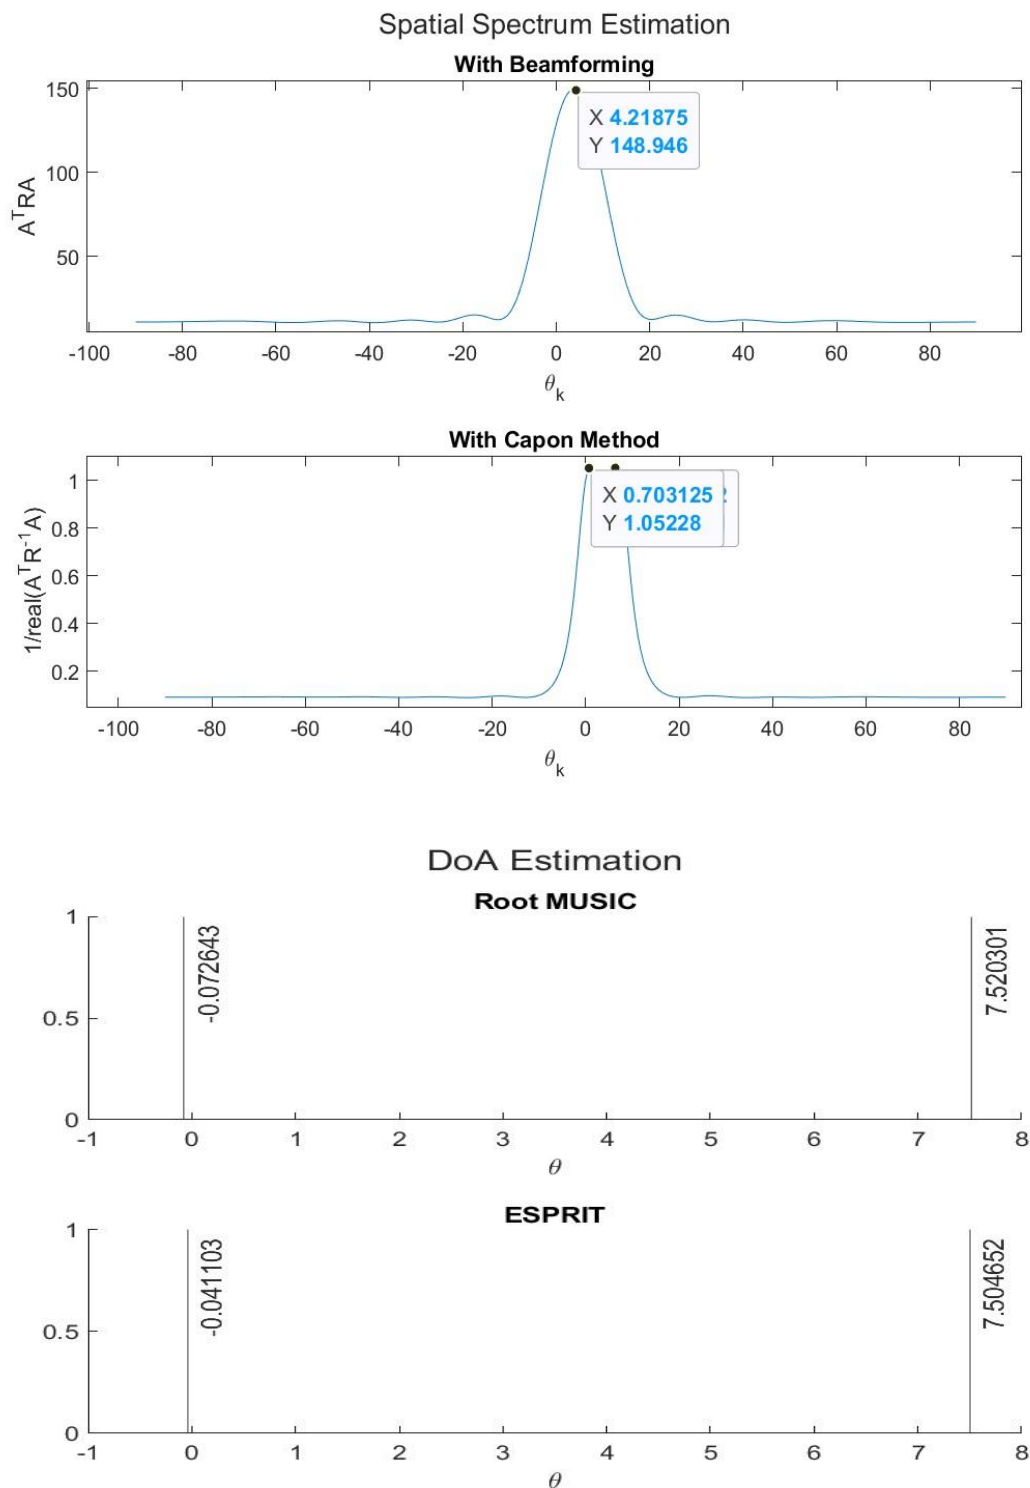 Spatial Spectrum Estimation
With Beamforming
150
100
50
A^TRA
X 4.21875
Y 148.946
-100 -80 -60 -40 -20 0 20 40 60 80
θ_k
With Capon Method
1
0.8
0.6
0.4
0.2
1/real(A^TR^-1A)
X 0.703125
Y 1.05228
-100 -80 -60 -40 -20 0 20 40 60 80
θ_k
DoA Estimation
Root MUSIC
1
0.5
0
-0.072643
7.520301
-1 0 1 2 3 4 5 6 7 8
θ
ESPRIT
1
0.5
0
-0.041103
7.504652
-1 0 1 2 3 4 5 6 7 8
θ